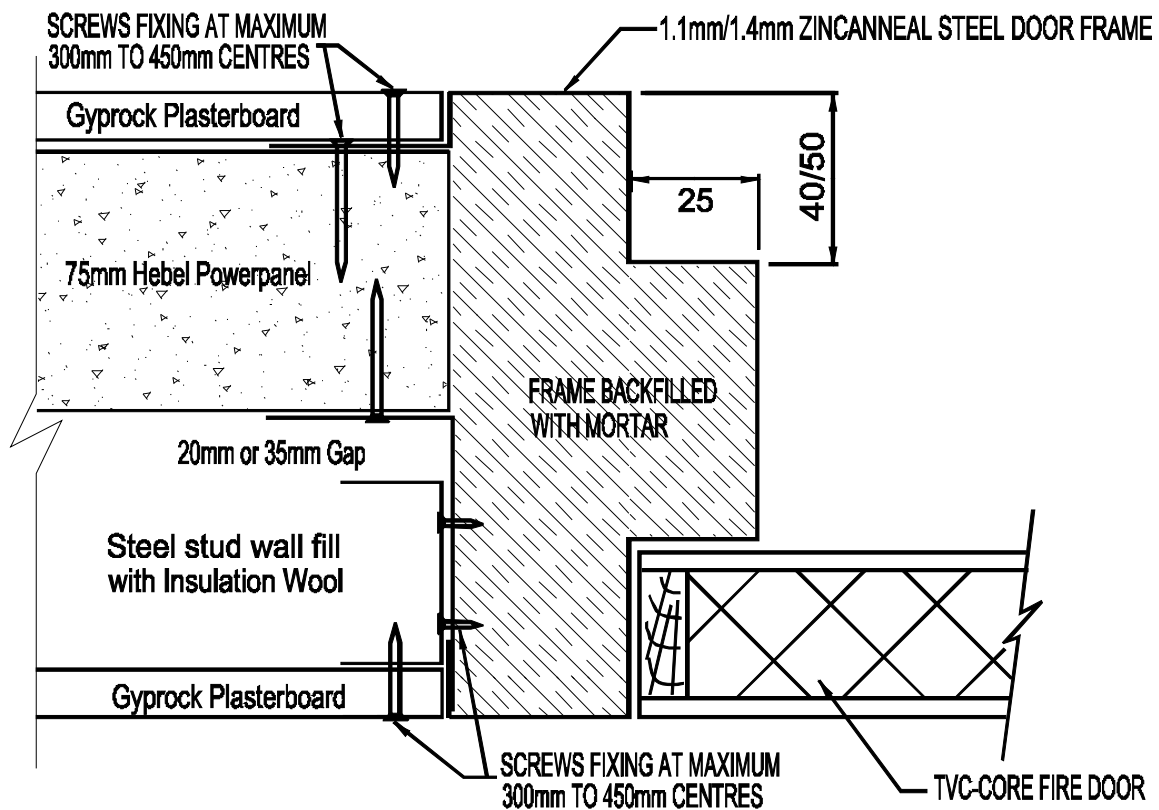 SCREWS FIXING AT MAXIMUM
300mm TO 450mm CENTRES
1.1mm/1.4mm ZINCANNEAL STEEL DOOR FRAME
Gyprock Plasterboard
40/50
25
75mm Hebel Powerpanel
FRAME BACKFILLED
WITH MORTAR
20mm or 35mm Gap
Steel stud wall fill
with Insulation Wool
Gyprock Plasterboard
SCREWS FIXING AT MAXIMUM
300mm TO 450mm CENTRES
TVC-CORE FIRE DOOR